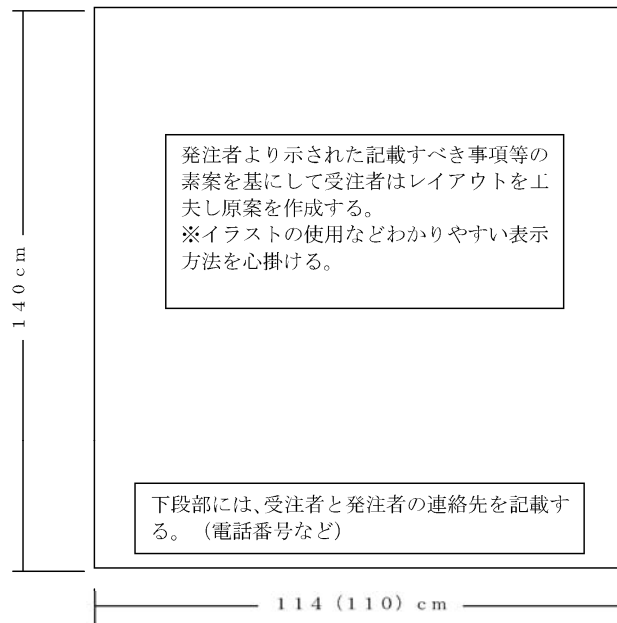 発注者より示された記載すべき事項等の
素案を基にして受注者はレイアウトを工
夫し原案を作成する。
※イラストの使用などわかりやすい表示
方法を心掛ける。
140cm
下段部には、受注者と発注者の連絡先を記載す
る。（電話番号など）
114（110）cm